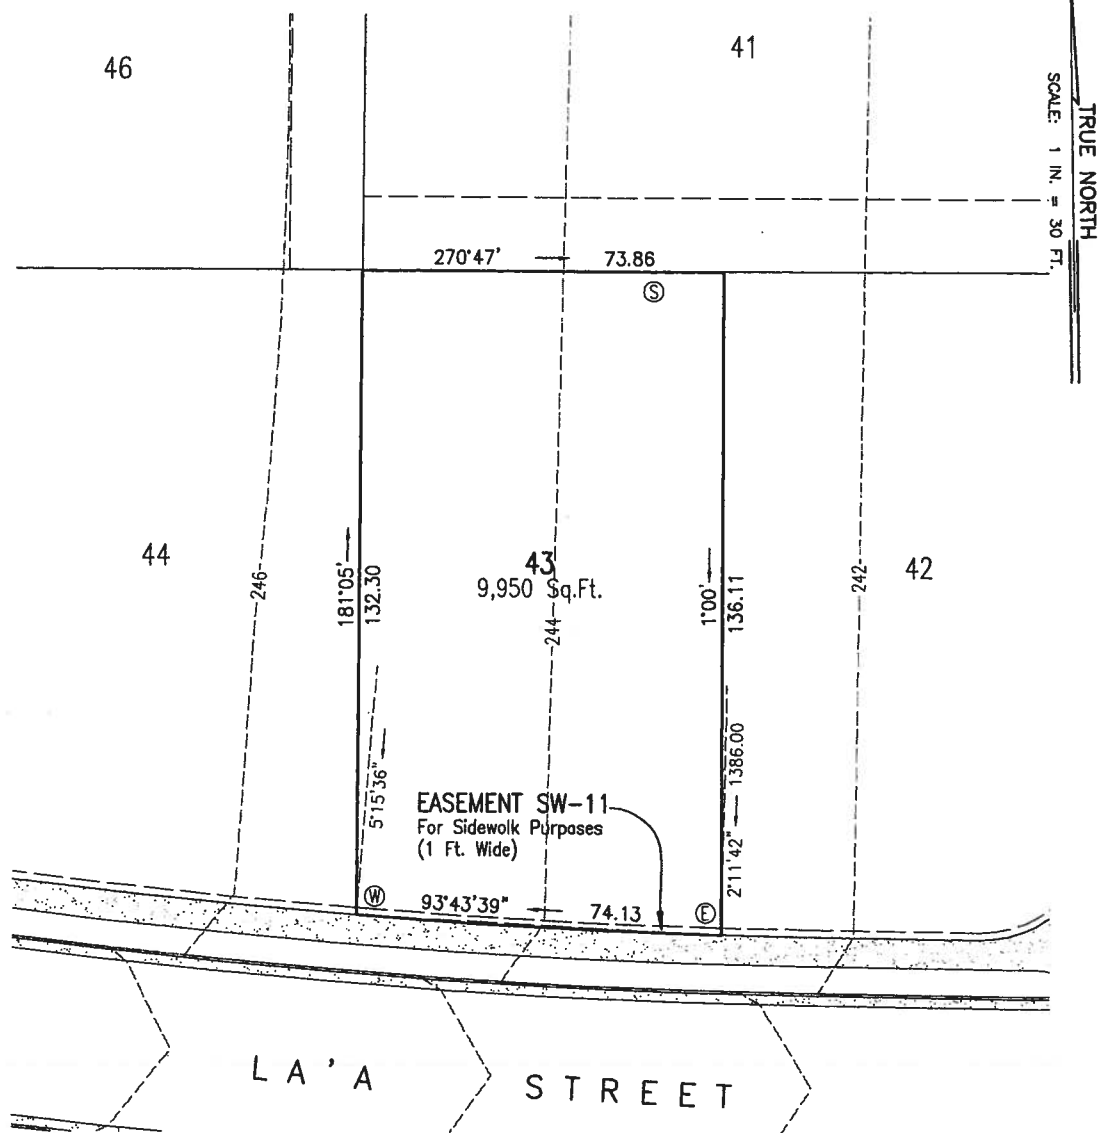 46
41
TRUE NORTH
SCALE: 1 IN. = 30 FT.
270°47'
73.86
S
44
246
181°05'
132.30
43
9,950 Sq.Ft.
244
1°00'
136.11
242
42
5°15'36"
2°11'42"
1386.00
EASEMENT SW-11
For Sidewalk Purposes
(1 Ft. Wide)
W
93°43'39"
74.13
E
LA'A STREET